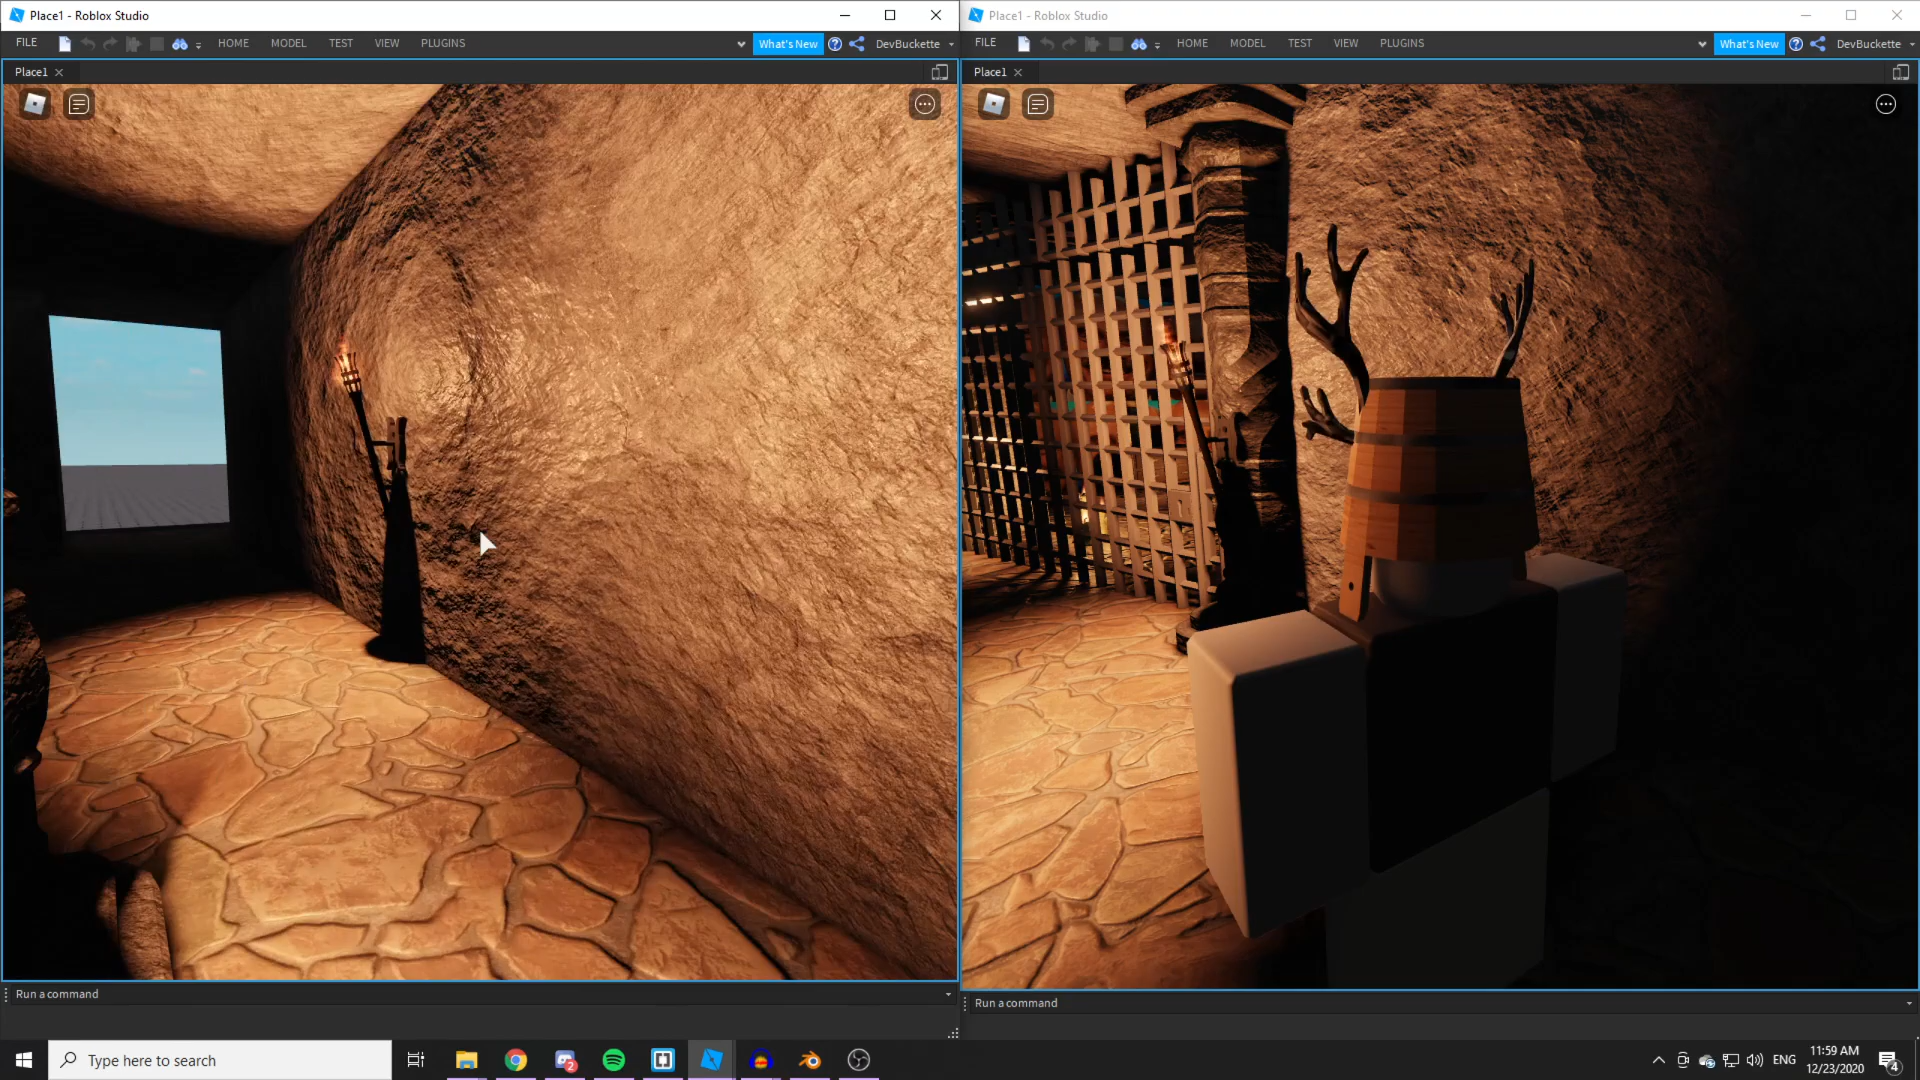 Place1 - Roblox Studio
FILE HOME MODEL TEST VIEW PLUGINS What's New DevBuckette
Place1
Run a command
Place1 - Roblox Studio
FILE HOME MODEL TEST VIEW PLUGINS What's New DevBuckette
Place1
Run a command
Type here to search
2
ENG
11:59 AM
12/23/2020
4